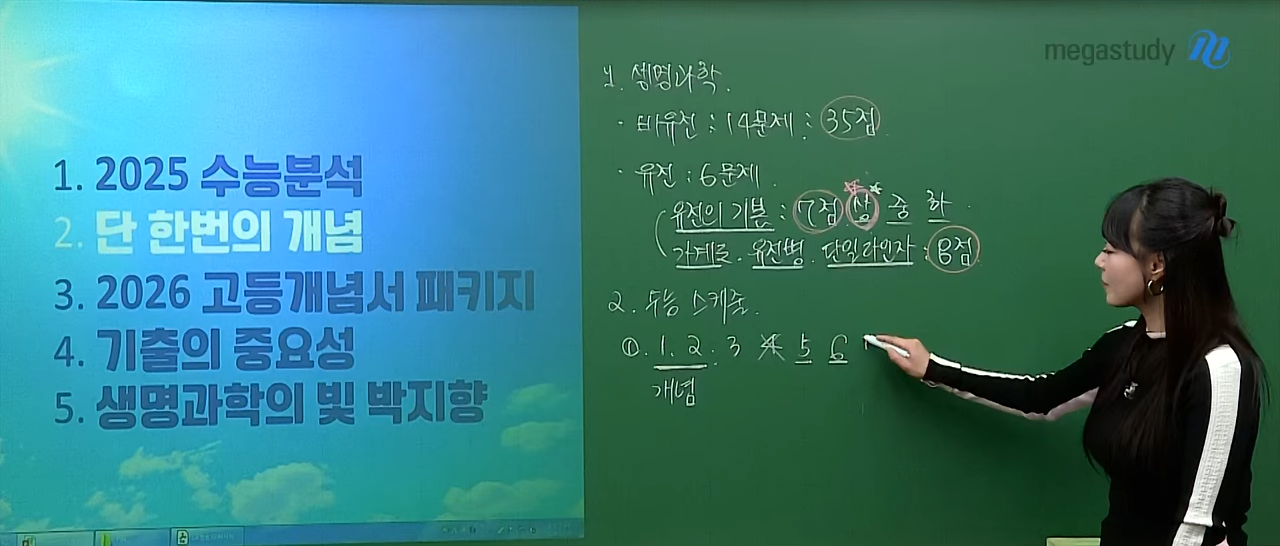 megastudy
1. 2025 수능분석
2. 단 한번의 개념
3. 2026 고등개념서 패키지
4. 기출의 중요성
5. 생명과학의 빛 박지향
1. 생명과학.
· 비유전 : 14문제 : 35점
· 유전 : 6문제.
유전의 기본 : 7점 상 중 하.
가계도. 유전병. 단일다인자 : 8점
2. 수능 스케줄.
①. 1. 2. 3 4 5 6
개념